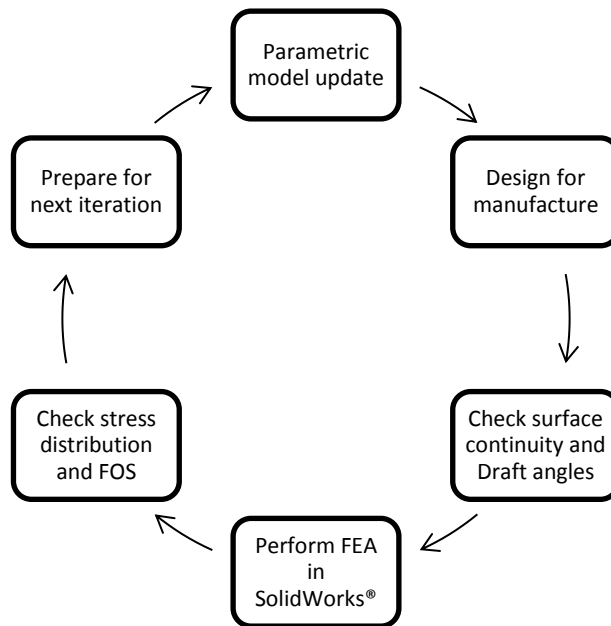 Parametric
model update
Design for
manufacture
Check surface
continuity and
Draft angles
Perform FEA
in
SolidWorks®
Check stress
distribution
and FOS
Prepare for
next iteration